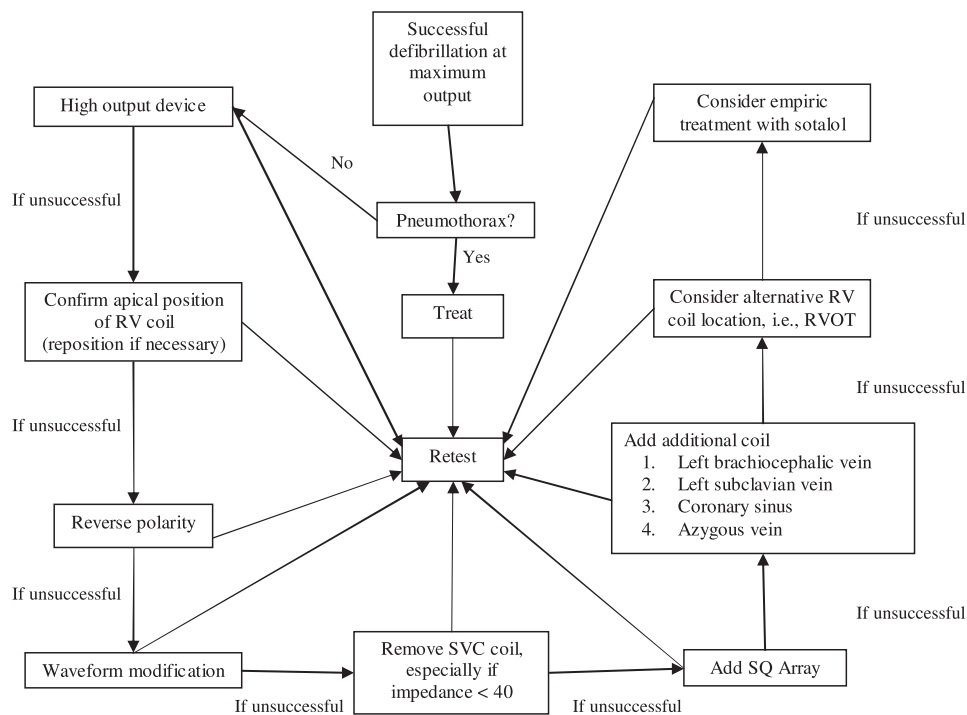 Successful
defibrillation at
maximum
output
High output device
Consider empiric
treatment with sotalol
No
If unsuccessful
Pneumothorax?
If unsuccessful
Yes
Confirm apical position
of RV coil
(reposition if necessary)
Treat
Consider alternative RV
coil location, i.e., RVOT
If unsuccessful
If unsuccessful
Retest
Add additional coil
1. Left brachiocephalic vein
2. Left subclavian vein
3. Coronary sinus
4. Azygous vein
Reverse polarity
If unsuccessful
If unsuccessful
Waveform modification
Remove SVC coil,
especially if
impedance < 40
Add SQ Array
If unsuccessful
If unsuccessful